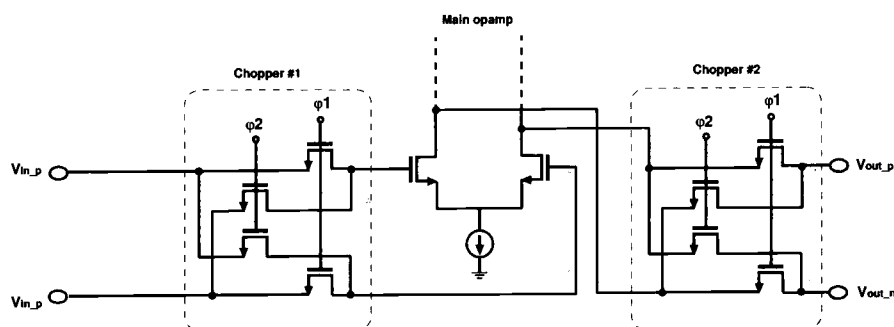 Main opamp
Chopper #1
Chopper #2
φ1
φ2
φ1
φ2
Vin_p
Vout_p
Vin_p
Vout_n